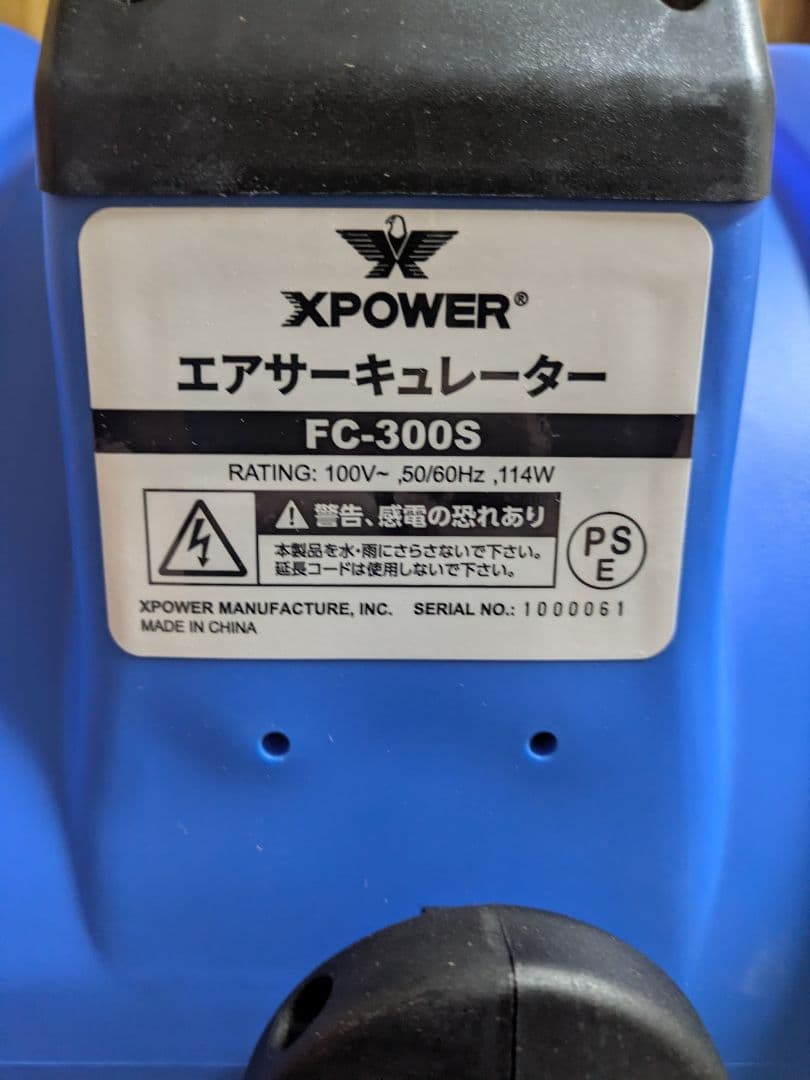 XPOWER®
エアサーキュレーター
FC-300S
RATING: 100V~ ,50/60Hz ,114W
警告、感電の恐れあり
本製品を水・雨にさらさないで下さい。
延長コードは使用しないで下さい。
PS
E
XPOWER MANUFACTURE, INC. SERIAL NO.: 1000061
MADE IN CHINA